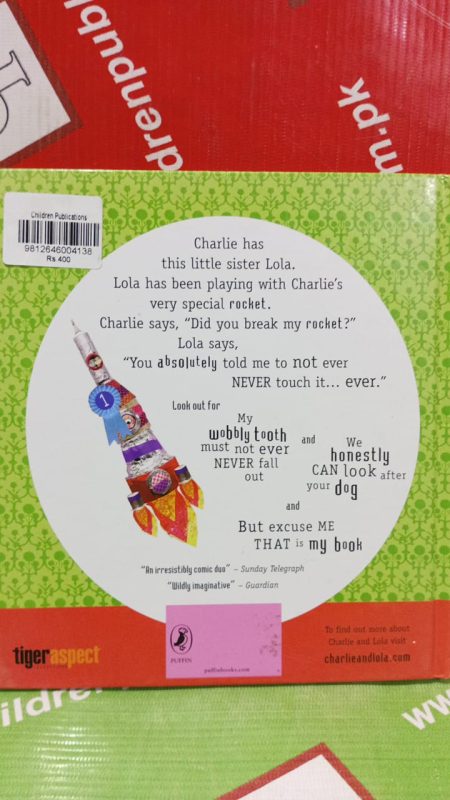 drenpubl
m.pk
Children Publications
9812646004138
Rs.400
Charlie has
this little sister Lola.
Lola has been playing with Charlie's
very special rocket.
Charlie says, “Did you break my rocket?”
Lola says,
“You absolutely told me to not ever
NEVER touch it... ever.”
1
Look out for
My
wobbly tooth
must not ever
NEVER fall
out
and
We
honestly
CAN look after
your dog
and
But excuse ME
THAT is my book
“An irresistibly comic duo” – Sunday Telegraph
“Wildly imaginative” – Guardian
tigeraspect
PUFFIN
puffinbooks.com
To find out more about
Charlie and Lola visit
charlieandlola.com
ildren
ww